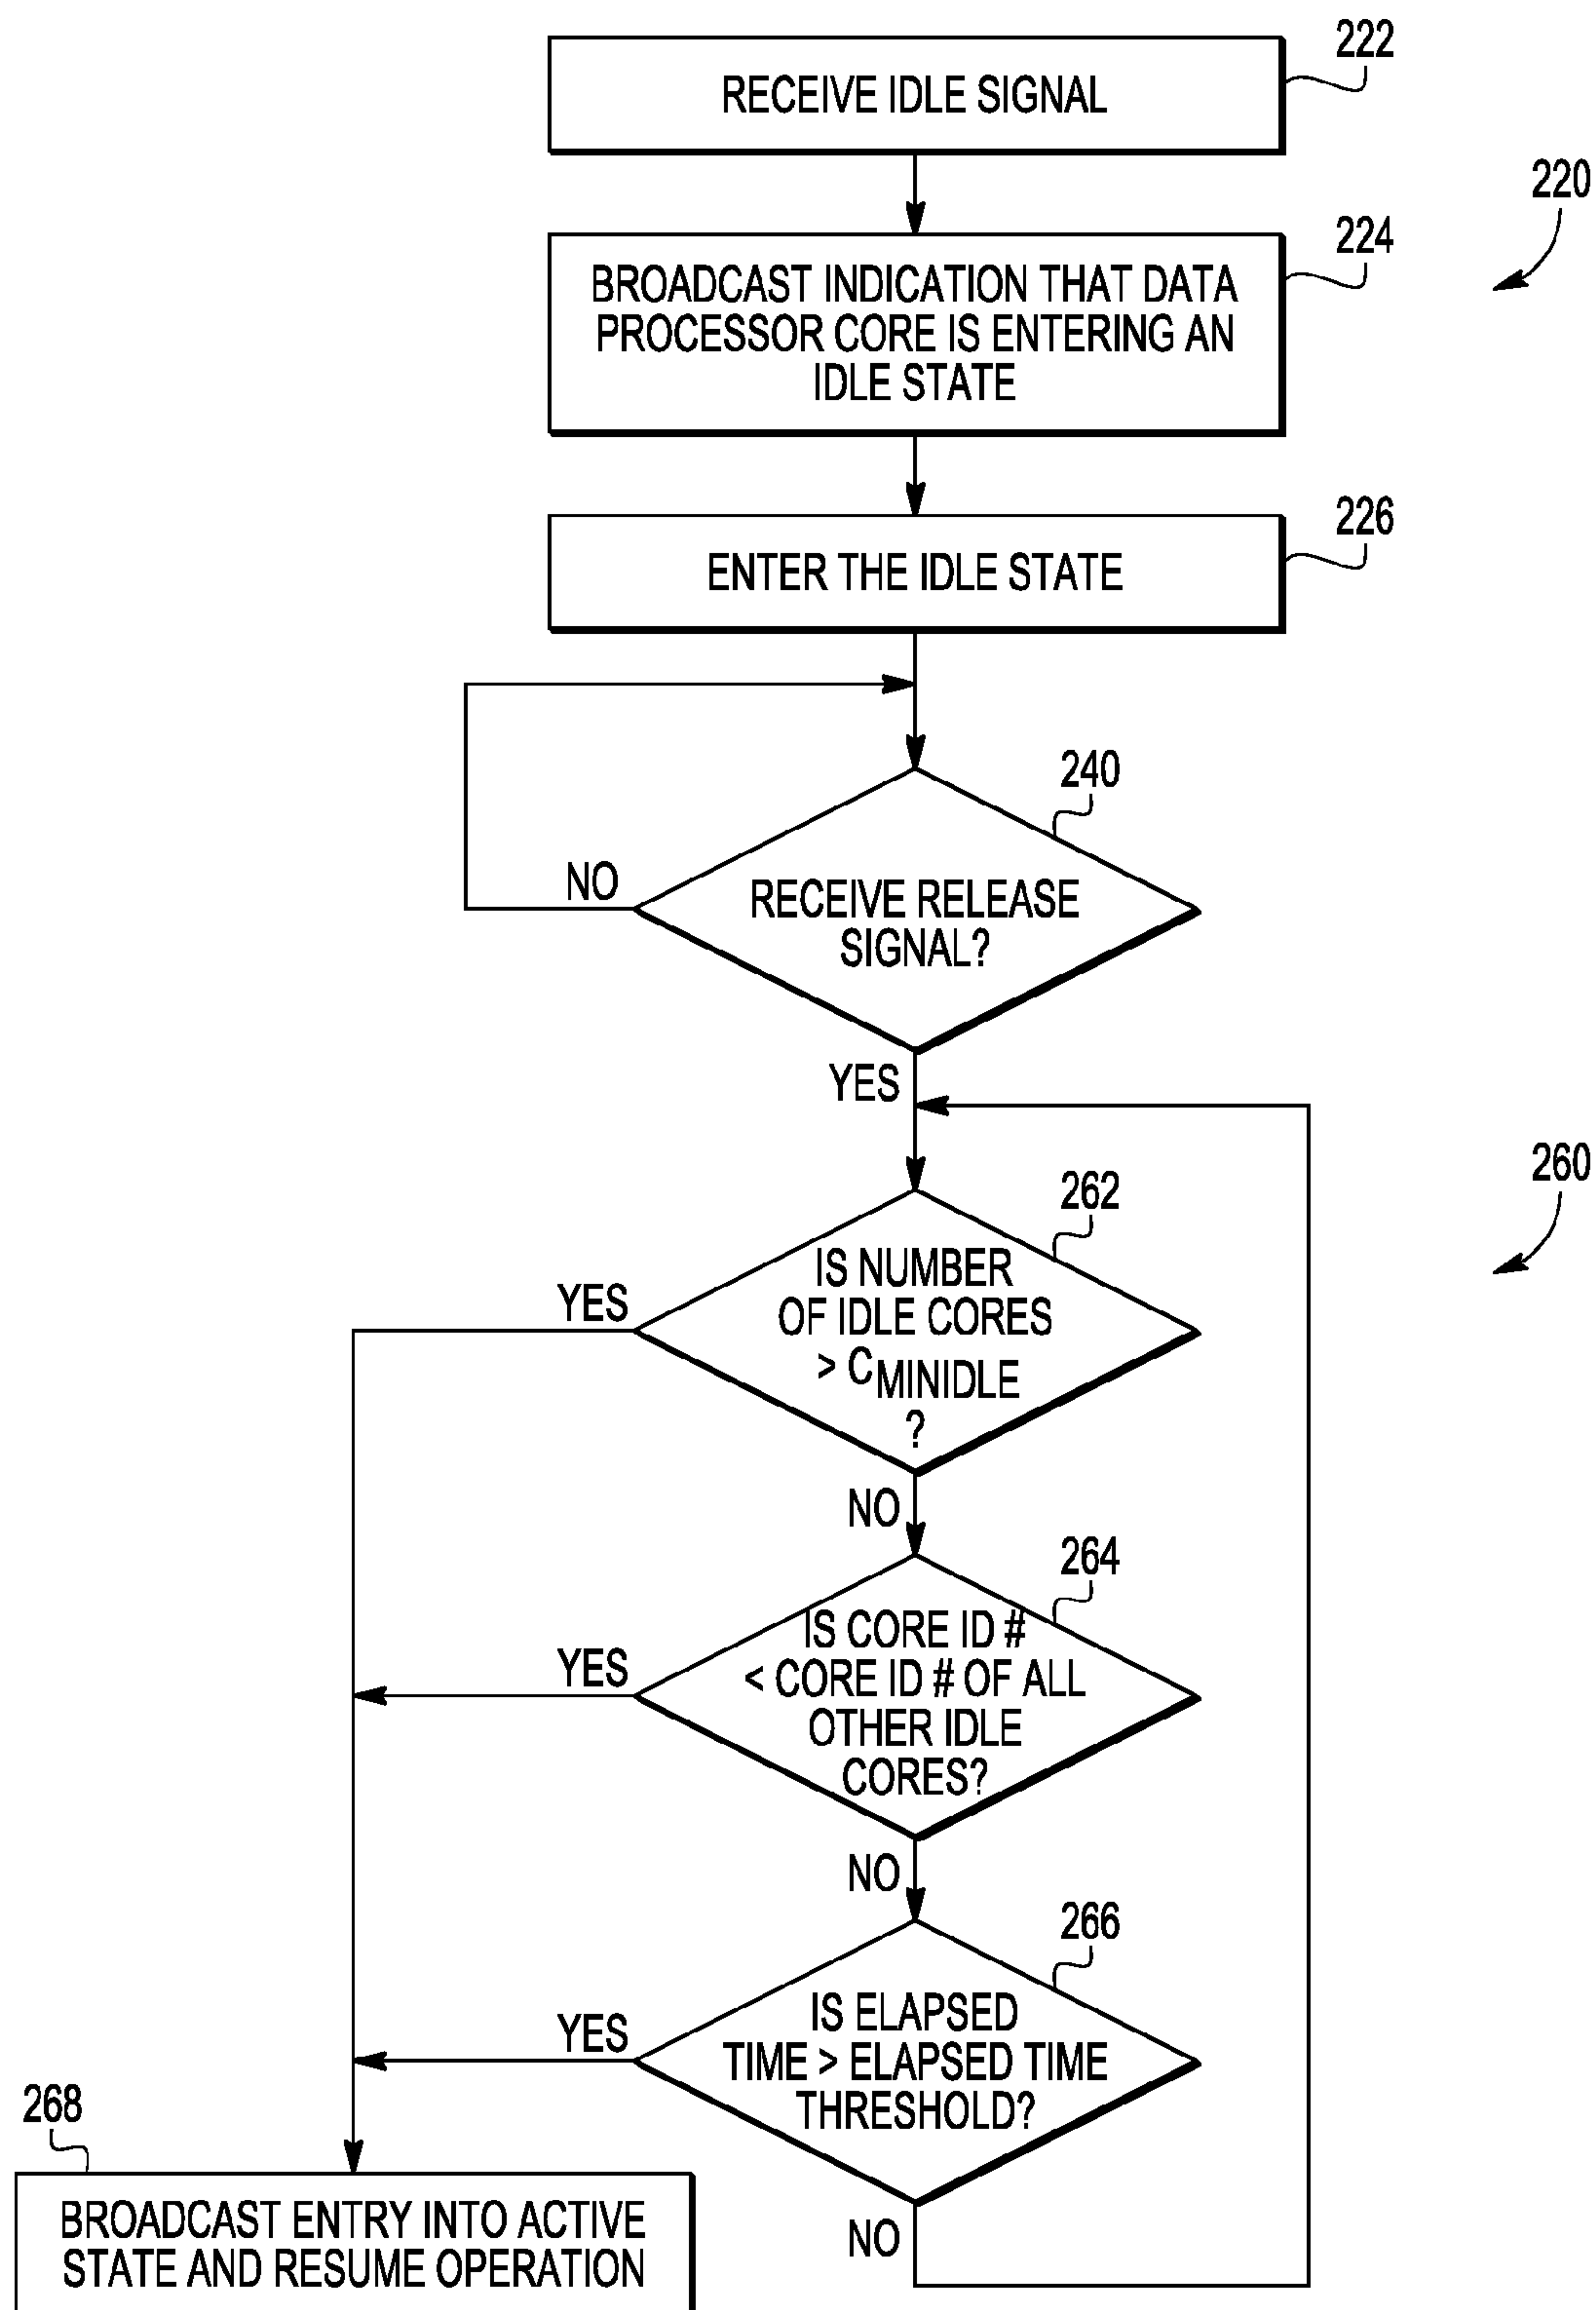 222
RECEIVE IDLE SIGNAL
220
224
BROADCAST INDICATION THAT DATA
PROCESSOR CORE IS ENTERING AN
IDLE STATE
226
ENTER THE IDLE STATE
240
NO
RECEIVE RELEASE
SIGNAL?
YES
260
262
YES
IS NUMBER
OF IDLE CORES
> CMINIDLE
?
NO
264
YES
IS CORE ID #
< CORE ID # OF ALL
OTHER IDLE
CORES?
NO
266
YES
IS ELAPSED
TIME > ELAPSED TIME
THRESHOLD?
NO
268
BROADCAST ENTRY INTO ACTIVE
STATE AND RESUME OPERATION